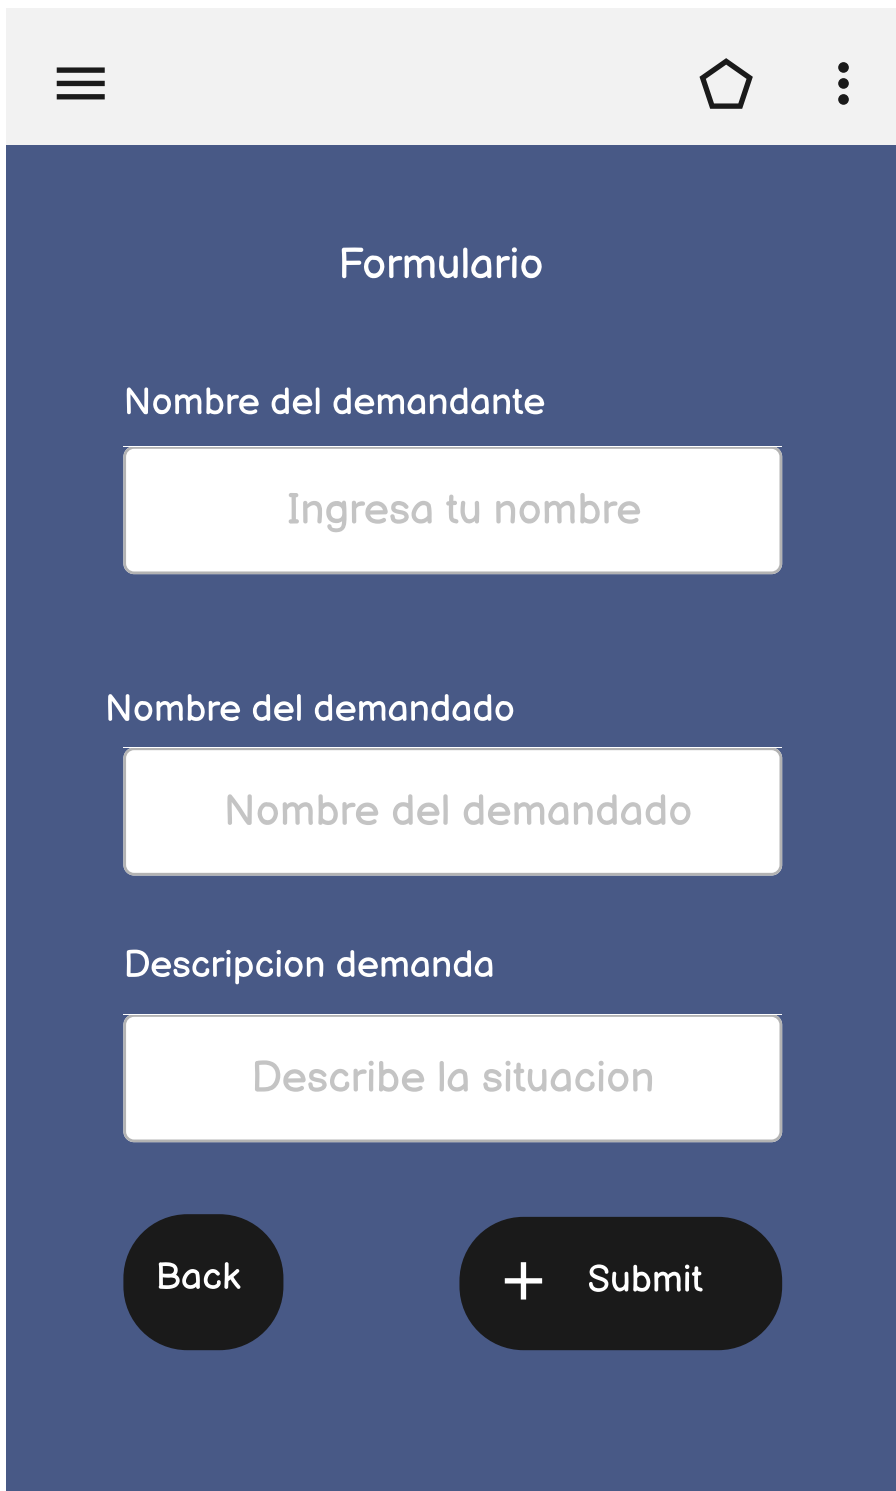 Formulario
Nombre del demandante
Ingresa tu nombre
Nombre del demandado
Nombre del demandado
Descripcion demanda
Describe la situacion
Back
Submit